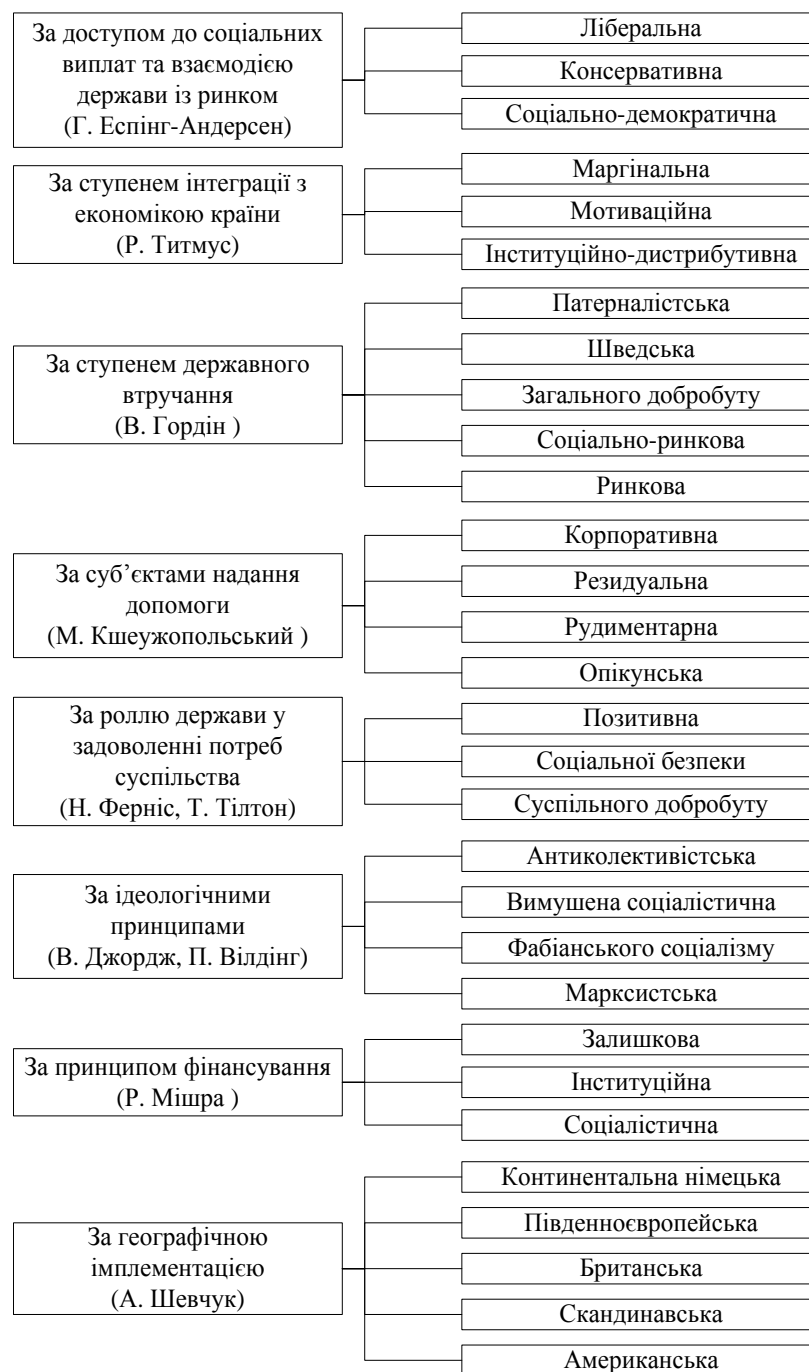 За доступом до соціальних
виплат та взаємодією
держави із ринком
(Г. Еспінг-Андерсен)
Ліберальна
Консервативна
Соціально-демократична
За ступенем інтеграції з
економікою країни
(Р. Титмус)
Маргінальна
Мотиваційна
Інституційно-дистрибутивна
За ступенем державного
втручання
(В. Гордін )
Патерналістська
Шведська
Загального добробуту
Соціально-ринкова
Ринкова
За суб’єктами надання
допомоги
(М. Кшеужопольський )
Корпоративна
Резидуальна
Рудиментарна
Опікунська
За роллю держави у
задоволенні потреб
суспільства
(Н. Ферніс, Т. Тілтон)
Позитивна
Соціальної безпеки
Суспільного добробуту
За ідеологічними
принципами
(В. Джордж, П. Вілдінг)
Антиколективістська
Вимушена соціалістична
Фабіанського соціалізму
Марксистська
За принципом фінансування
(Р. Мішра )
Залишкова
Інституційна
Соціалістична
За географічною
імплементацією
(А. Шевчук)
Континентальна німецька
Південноєвропейська
Британська
Скандинавська
Американська